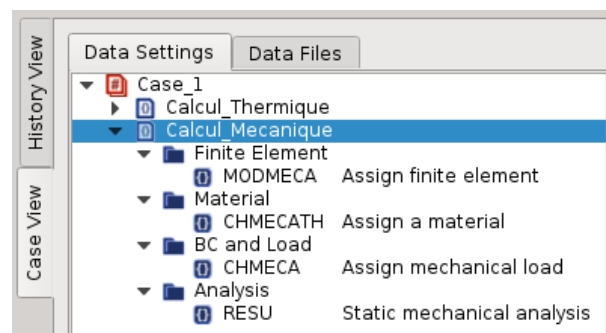 History View
Case View
Data Settings Data Files
Case_1
Calcul_Thermique
Calcul_Mecanique
Finite Element
MODMECA Assign finite element
Material
CHMECATH Assign a material
BC and Load
CHMECA Assign mechanical load
Analysis
RESU Static mechanical analysis